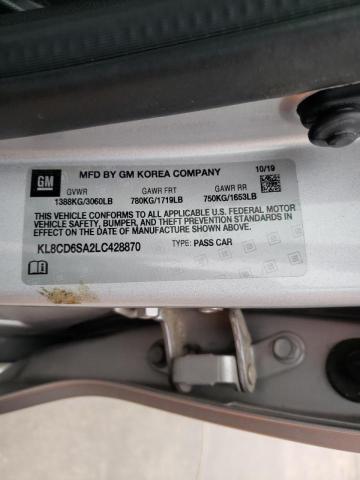 GM
MFD BY GM KOREA COMPANY
10/19
GVWR GAWR FRT GAWR RR
1388KG/3060LB 780KG/1719LB 750KG/1653LB
THIS VEHICLE CONFORMS TO ALL APPLICABLE U.S. FEDERAL MOTOR
VEHICLE SAFETY, BUMPER, AND THEFT PREVENTION STANDARDS IN
EFFECT ON THE DATE OF MANUFACTURE SHOWN ABOVE.
KL8CD6SA2LC428870 TYPE: PASS CAR